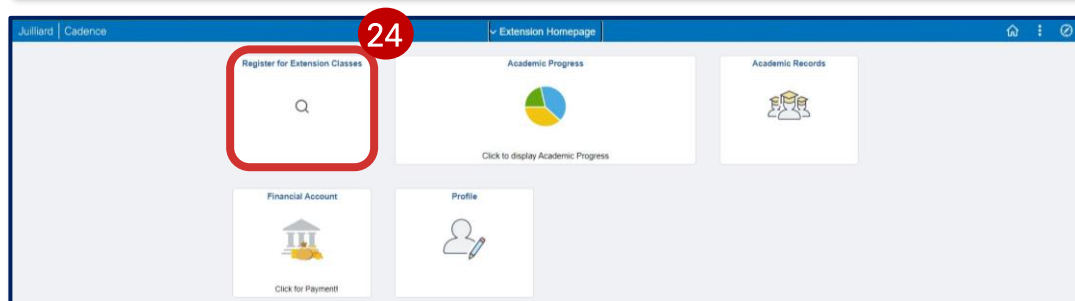 Juilliard | Cadence
24
Extension Homepage
Register for Extension Classes
Academic Progress
Academic Records
Click to display Academic Progress
Financial Account
Profile
Click for Payment!